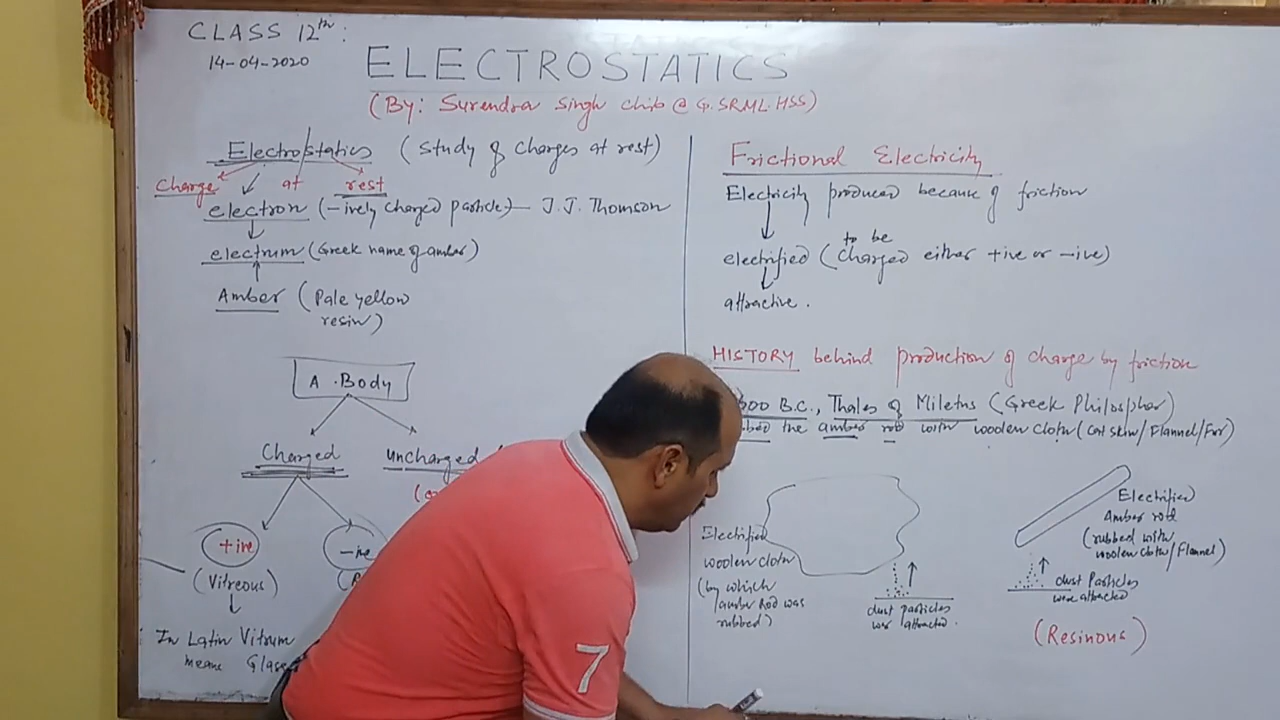 CLASS 12th:
14-04-2020
ELECTROSTATICS
(By: Surendra Singh Chib @ G. SRML HSS)
Electrostatics (Study of Charges at rest)
Charge at rest
electron (-ively charged particle) — J.J. Thomson
electrum (Greek name of amber)
Amber (Pale yellow
resin)
A Body
Charged
uncharged
+ive
-ive
(Vitreous)
In Latin Vitrum
means Glass
Frictional Electricity
Electricity produced because of friction
to be
electrified (Charged either +ive or -ive)
attractive.
HISTORY behind production of charge by friction
600 B.C., Thales of Miletus (Greek Philosphar)
the amber rod with woolen cloth (Cat skin/Flannel/Fur)
Electrified
woolen cloth
(by which
amber Rod was
rubbed)
dust particles
was attracted.
Electrified
Amber rod
(rubbed with
woolen cloth/Flannel)
dust Particles
were attracted
(Resinous)
7